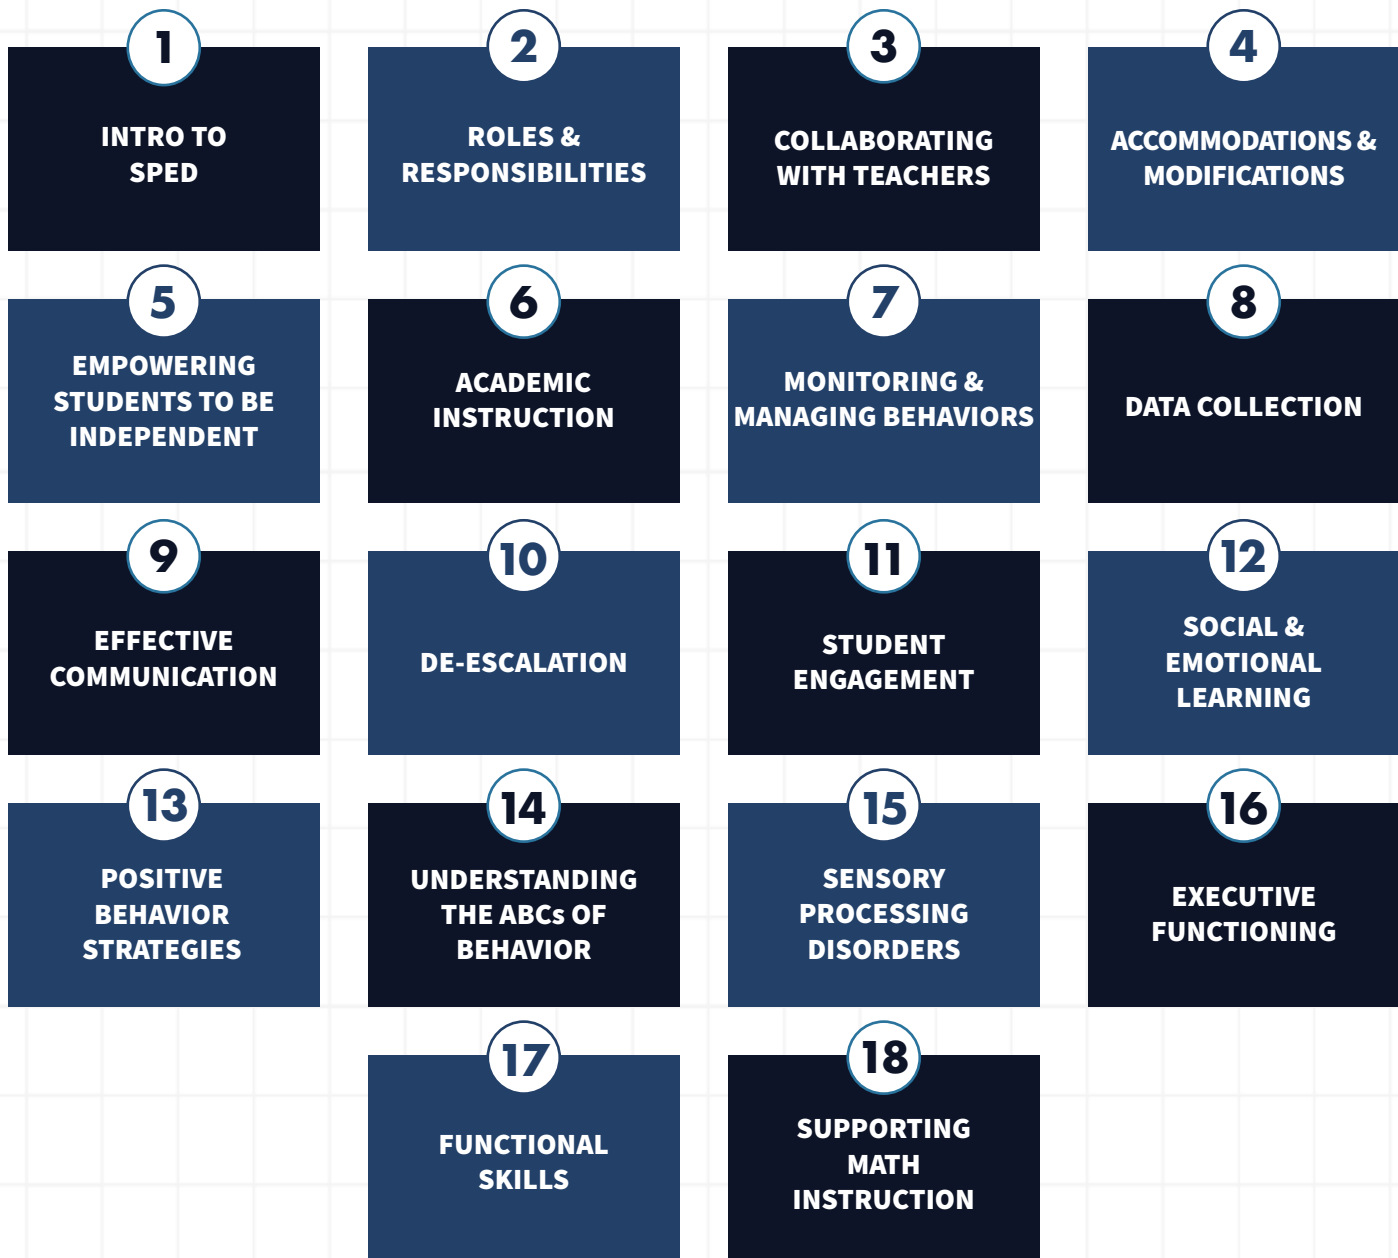 1
INTRO TO
SPED
2
ROLES &
RESPONSIBILITIES
3
COLLABORATING
WITH TEACHERS
4
ACCOMMODATIONS &
MODIFICATIONS
5
EMPOWERING
STUDENTS TO BE
INDEPENDENT
6
ACADEMIC
INSTRUCTION
7
MONITORING &
MANAGING BEHAVIORS
8
DATA COLLECTION
9
EFFECTIVE
COMMUNICATION
10
DE-ESCALATION
11
STUDENT
ENGAGEMENT
12
SOCIAL &
EMOTIONAL
LEARNING
13
POSITIVE
BEHAVIOR
STRATEGIES
14
UNDERSTANDING
THE ABCs OF
BEHAVIOR
15
SENSORY
PROCESSING
DISORDERS
16
EXECUTIVE
FUNCTIONING
17
FUNCTIONAL
SKILLS
18
SUPPORTING
MATH
INSTRUCTION